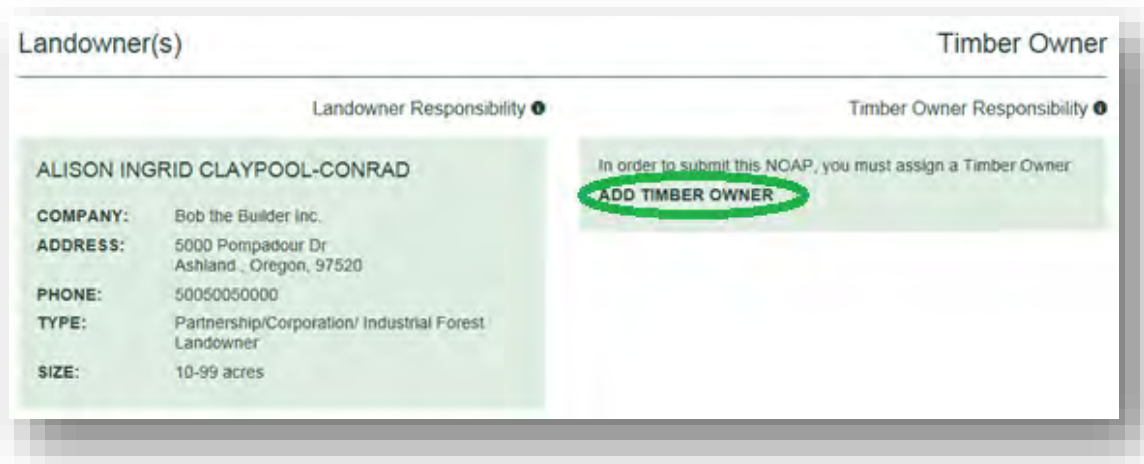 Landowner(s)
Timber Owner
Landowner Responsibility
Timber Owner Responsibility
ALISON INGRID CLAYPOOL-CONRAD
COMPANY: Bob the Builder Inc.
ADDRESS: 5000 Pompadour Dr
Ashland , Oregon, 97520
PHONE: 50050050000
TYPE: Partnership/Corporation/ Industrial Forest
Landowner
SIZE: 10-99 acres
In order to submit this NOAP, you must assign a Timber Owner
ADD TIMBER OWNER